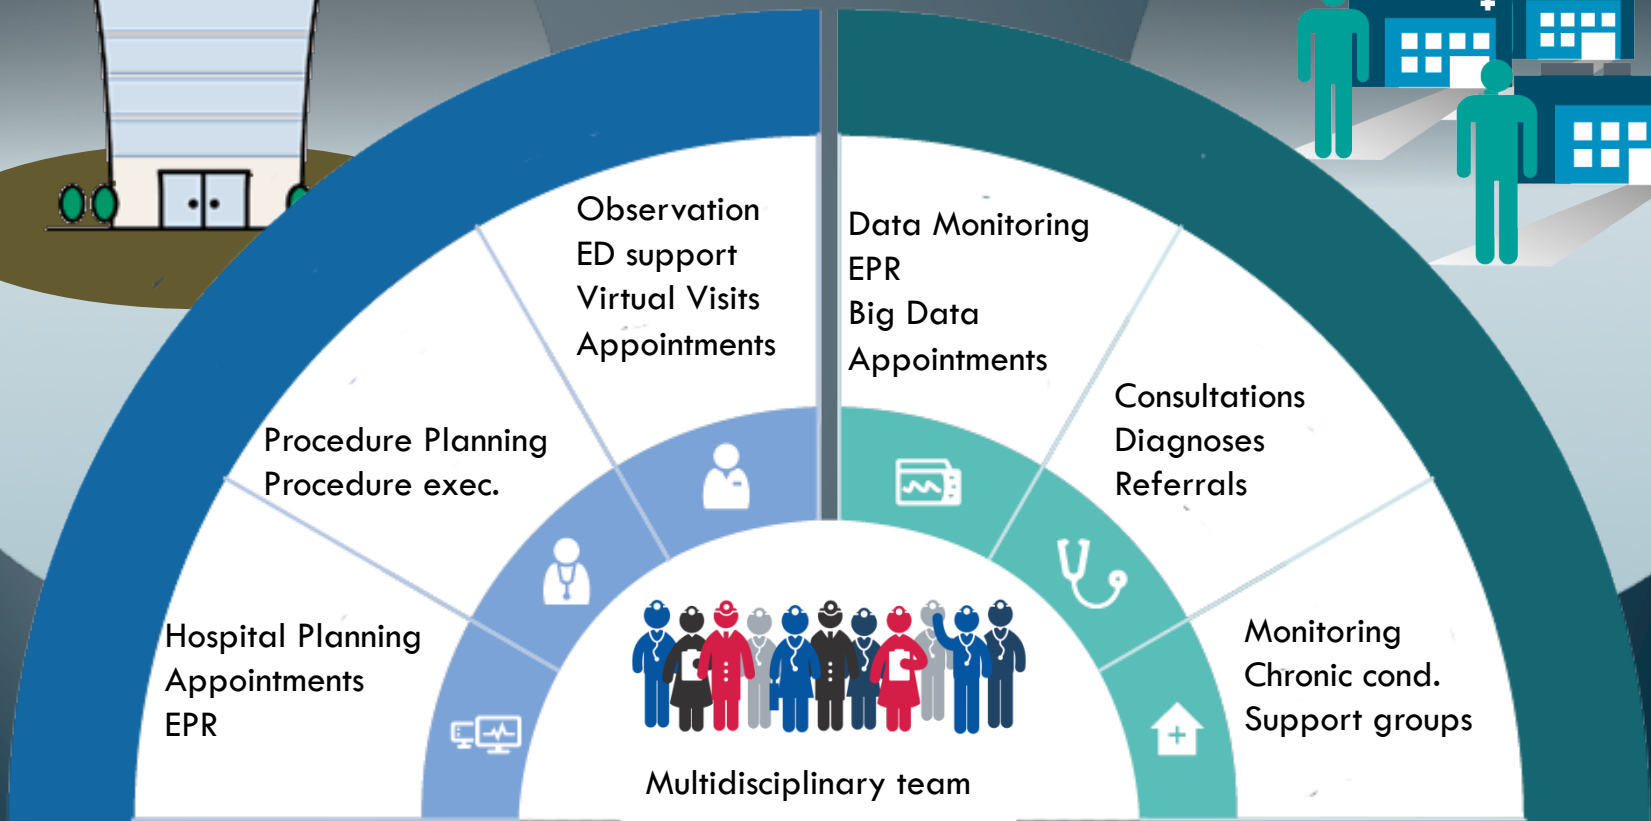 Observation
ED support
Virtual Visits
Appointments
Data Monitoring
EPR
Big Data
Appointments
Procedure Planning
Procedure exec.
Consultations
Diagnoses
Referrals
Hospital Planning
Appointments
EPR
Monitoring
Chronic cond.
Support groups
Multidisciplinary team